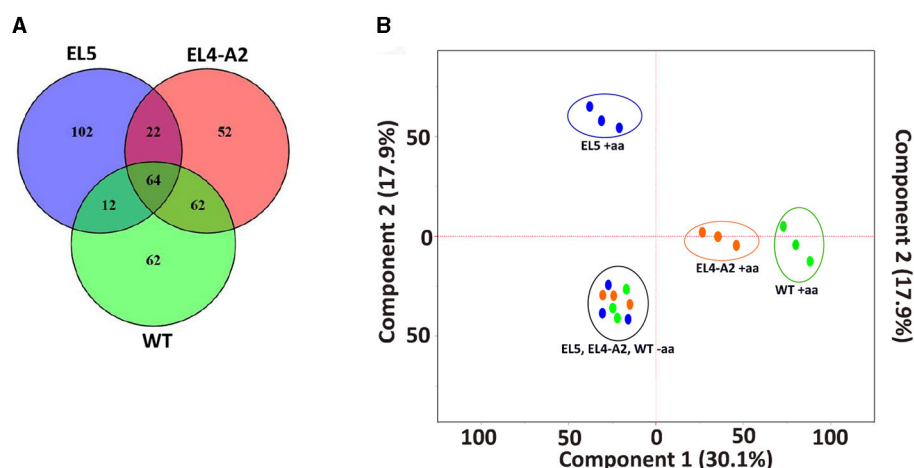 A
EL5
EL4-A2
102
22
52
64
12
62
62
WT
B
Component 2 (17.9%)
50
0
50
EL5 +aa
EL4-A2 +aa
WT +aa
EL5, EL4-A2, WT -aa
100
50
0
50
100
Component 1 (30.1%)
Component 2 (17.9%)